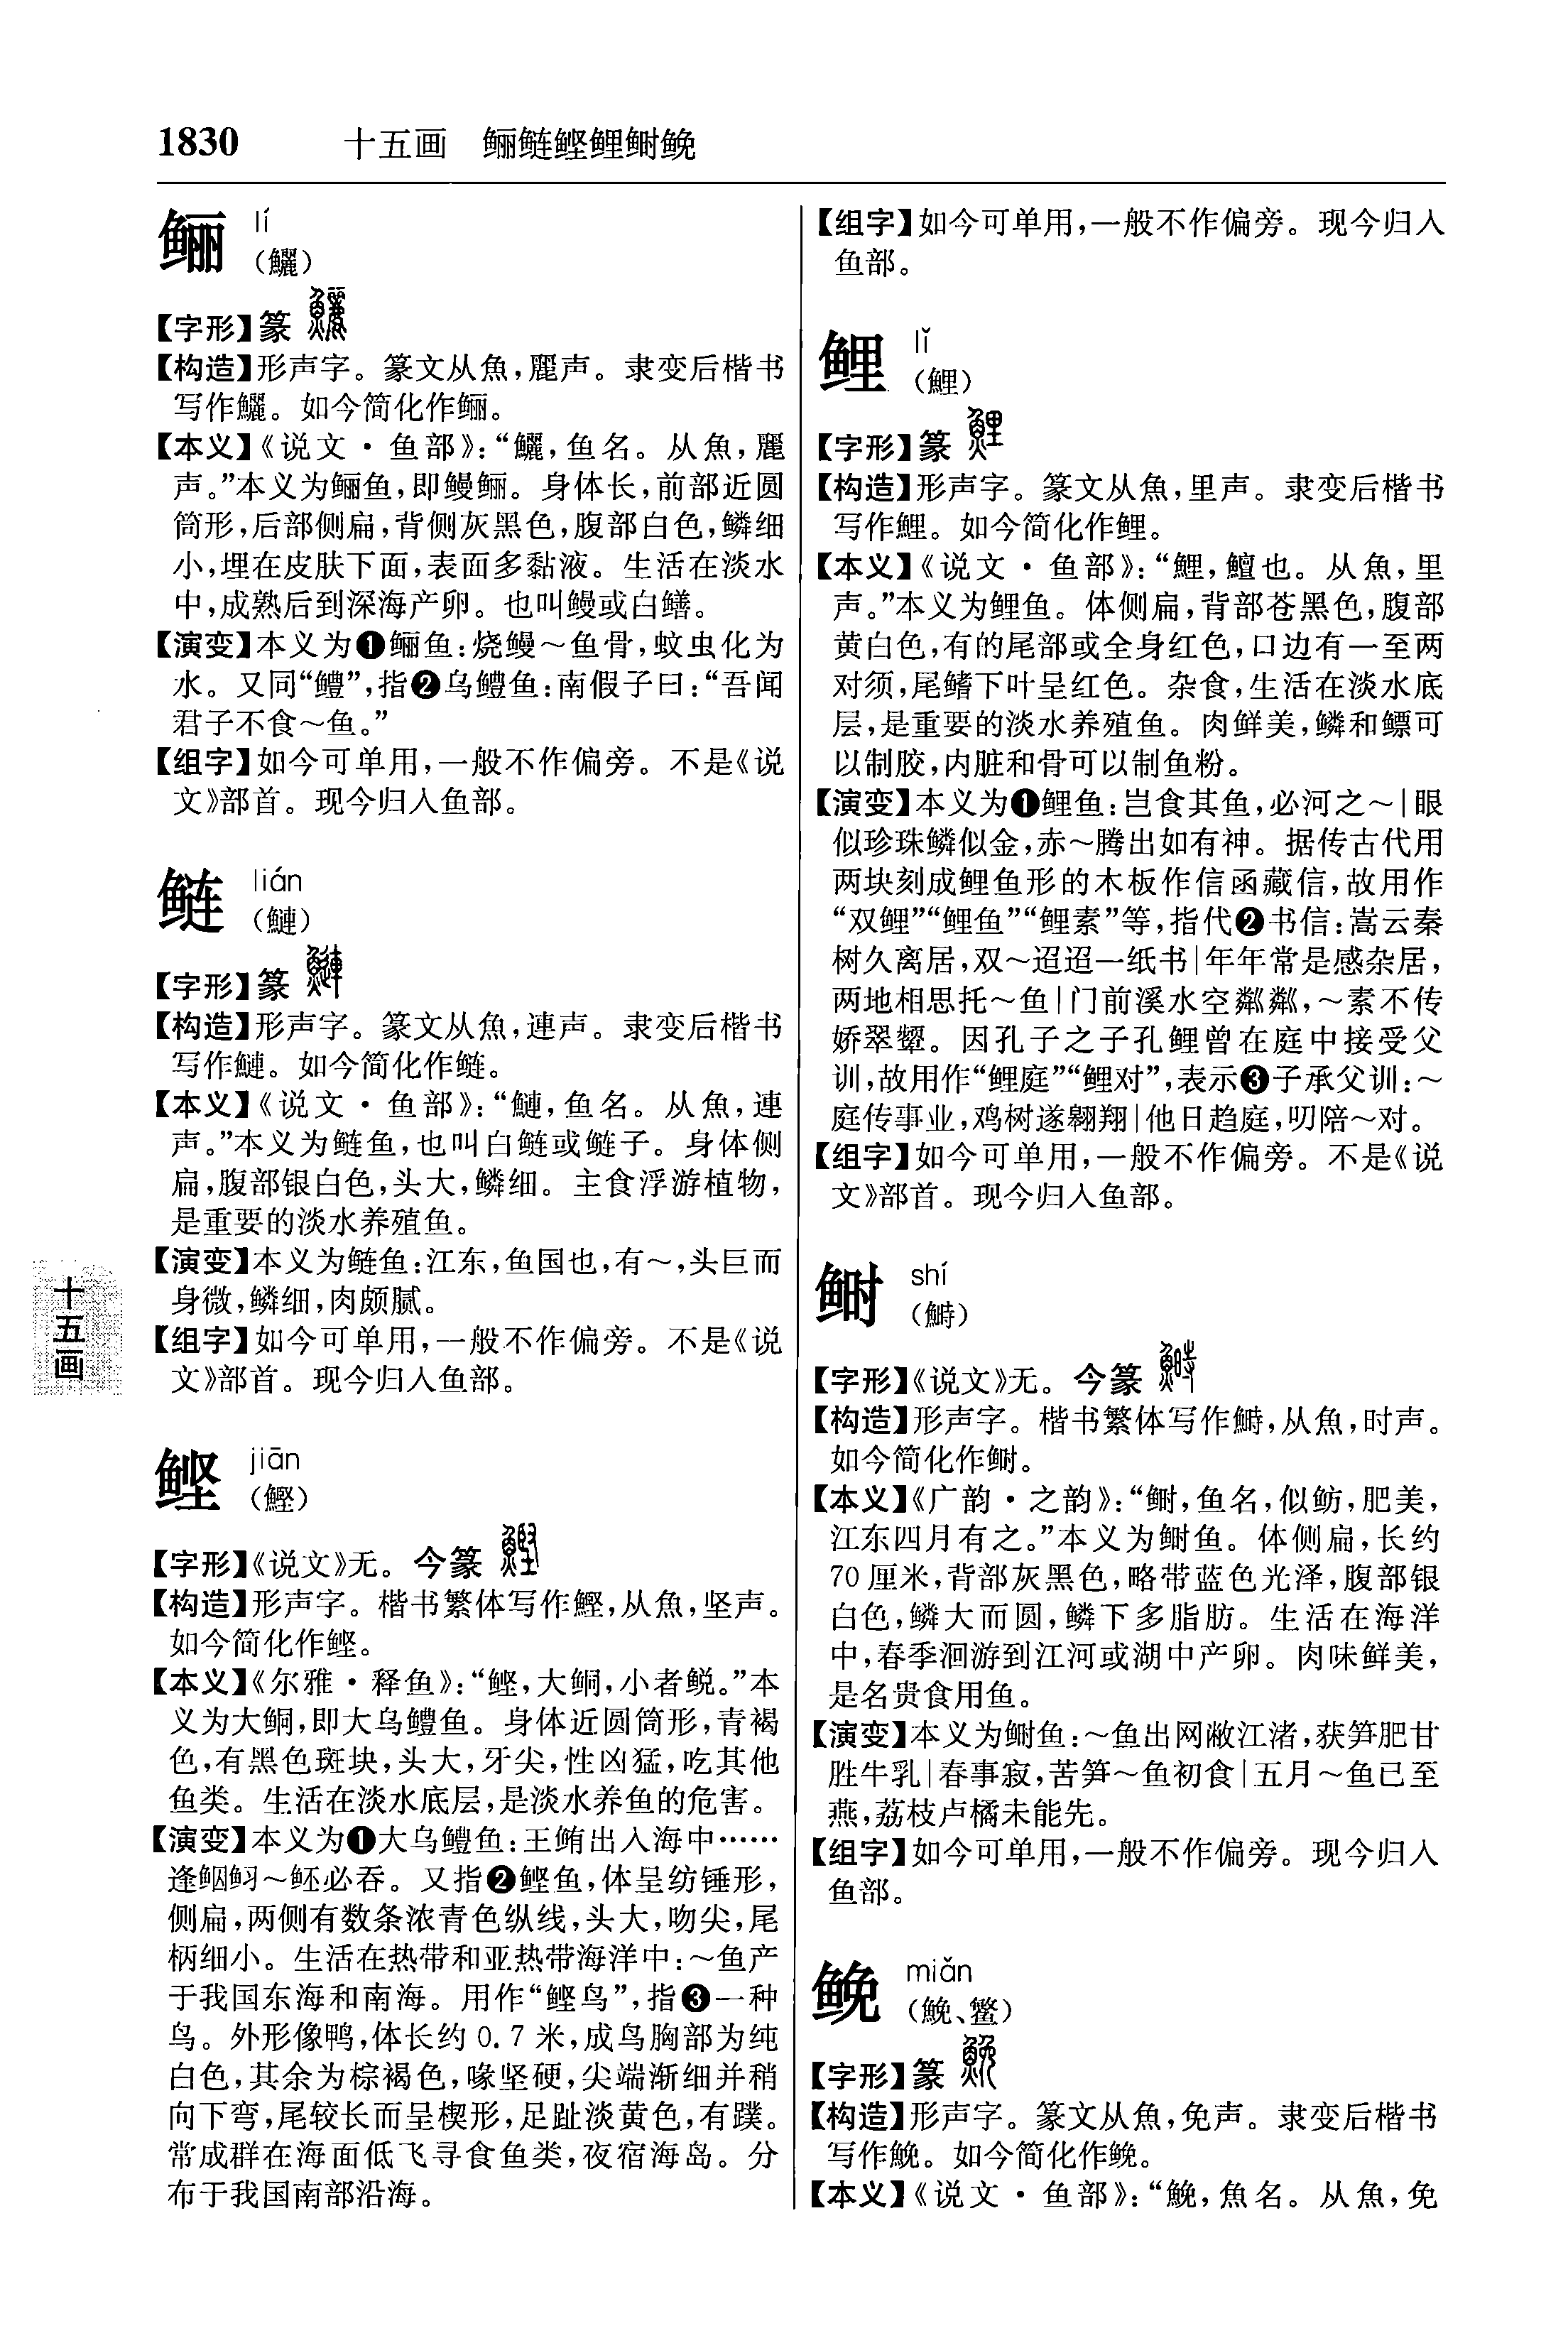 1830 十五画 鲡鲢鲣鲤鲥鮸
鲡 lí
（鱺）
【字形】篆
【构造】形声字。篆文从魚，麗声。隶变后楷书
写作鱺。如今简化作鲡。
【本义】《说文·鱼部》：“鱺，鱼名。从魚，麗
声。”本义为鲡鱼，即鳗鲡。身体长，前部近圆
筒形，后部侧扁，背侧灰黑色，腹部白色，鳞细
小，埋在皮肤下面，表面多黏液。生活在淡水
中，成熟后到深海产卵。也叫鳗或白鳝。
【演变】本义为❶鲡鱼：烧鳗～鱼骨，蚊虫化为
水。又同“鳢”，指❷乌鳢鱼：南假子曰：“吾闻
君子不食～鱼。”
【组字】如今可单用，一般不作偏旁。不是《说
文》部首。现今归入鱼部。
鲢 lián
（鰱）
【字形】篆
【构造】形声字。篆文从魚，連声。隶变后楷书
写作鰱。如今简化作鲢。
【本义】《说文·鱼部》：“鰱，鱼名。从魚，連
声。”本义为鲢鱼，也叫白鲢或鲢子。身体侧
扁，腹部银白色，头大，鳞细。主食浮游植物，
是重要的淡水养殖鱼。
【演变】本义为鲢鱼：江东，鱼国也，有～，头巨而
身微，鳞细，肉颇腻。
【组字】如今可单用，一般不作偏旁。不是《说
文》部首。现今归入鱼部。
鲣 jiān
（鰹）
【字形】《说文》无。今篆
【构造】形声字。楷书繁体写作鰹，从魚，坚声。
如今简化作鲣。
【本义】《尔雅·释鱼》：“鲣，大鲖，小者鮵。”本
义为大鲖，即大乌鳢鱼。身体近圆筒形，青褐
色，有黑色斑块，头大，牙尖，性凶猛，吃其他
鱼类。生活在淡水底层，是淡水养鱼的危害。
【演变】本义为❶大乌鳢鱼：王鲔出入海中……
逢～必吞。又指❷鲣鱼，体呈纺锤形，
侧扁，两侧有数条浓青色纵线，头大，吻尖，尾
柄细小。生活在热带和亚热带海洋中：～鱼产
于我国东海和南海。用作“鲣鸟”，指❸一种
鸟。外形像鸭，体长约0.7米，成鸟胸部为纯
白色，其余为棕褐色，喙坚硬，尖端渐细并稍
向下弯，尾较长而呈楔形，足趾淡黄色，有蹼。
常成群在海面低飞寻食鱼类，夜宿海岛。分
布于我国南部沿海。
十五画
【组字】如今可单用，一般不作偏旁。现今归入
鱼部。
鲤 lǐ
（鯉）
【字形】篆
【构造】形声字。篆文从魚，里声。隶变后楷书
写作鯉。如今简化作鲤。
【本义】《说文·鱼部》：“鯉，鱣也。从魚，里
声。”本义为鲤鱼。体侧扁，背部苍黑色，腹部
黄白色，有的尾部或全身红色，口边有一至两
对须，尾鳍下叶呈红色。杂食，生活在淡水底
层，是重要的淡水养殖鱼。肉鲜美，鳞和鳔可
以制胶，内脏和骨可以制鱼粉。
【演变】本义为❶鲤鱼：岂食其鱼，必河之～|眼
似珍珠鳞似金，赤～腾出如有神。据传古代用
两块刻成鲤鱼形的木板作信函藏信，故用作
“双鲤”“鲤鱼”“鲤素”等，指代❷书信：嵩云秦
树久离居，双～迢迢一纸书|年年常是感杂居，
两地相思托～鱼|门前溪水空粼粼，～素不传
娇翠颦。因孔子之子孔鲤曾在庭中接受父
训，故用作“鲤庭”“鲤对”，表示❸子承父训：～
庭传事业，鸡树遂翱翔|他日趋庭，叨陪～对。
【组字】如今可单用，一般不作偏旁。不是《说
文》部首。现今归入鱼部。
鲥 shí
（鰣）
【字形】《说文》无。今篆
【构造】形声字。楷书繁体写作鰣，从魚，时声。
如今简化作鲥。
【本义】《广韵·之韵》：“鲥，鱼名，似鲂，肥美，
江东四月有之。”本义为鲥鱼。体侧扁，长约
70厘米，背部灰黑色，略带蓝色光泽，腹部银
白色，鳞大而圆，鳞下多脂肪。生活在海洋
中，春季洄游到江河或湖中产卵。肉味鲜美，
是名贵食用鱼。
【演变】本义为鲥鱼：～鱼出网敝江渚，荻笋肥甘
胜牛乳|春事寂，苦笋～鱼初食|五月～鱼已至
燕，荔枝卢橘未能先。
【组字】如今可单用，一般不作偏旁。现今归入
鱼部。
鮸 miǎn
（鮸、鰵）
【字形】篆
【构造】形声字。篆文从魚，免声。隶变后楷书
写作鮸。如今简化作鮸。
【本义】《说文·鱼部》：“鮸，魚名。从魚，免